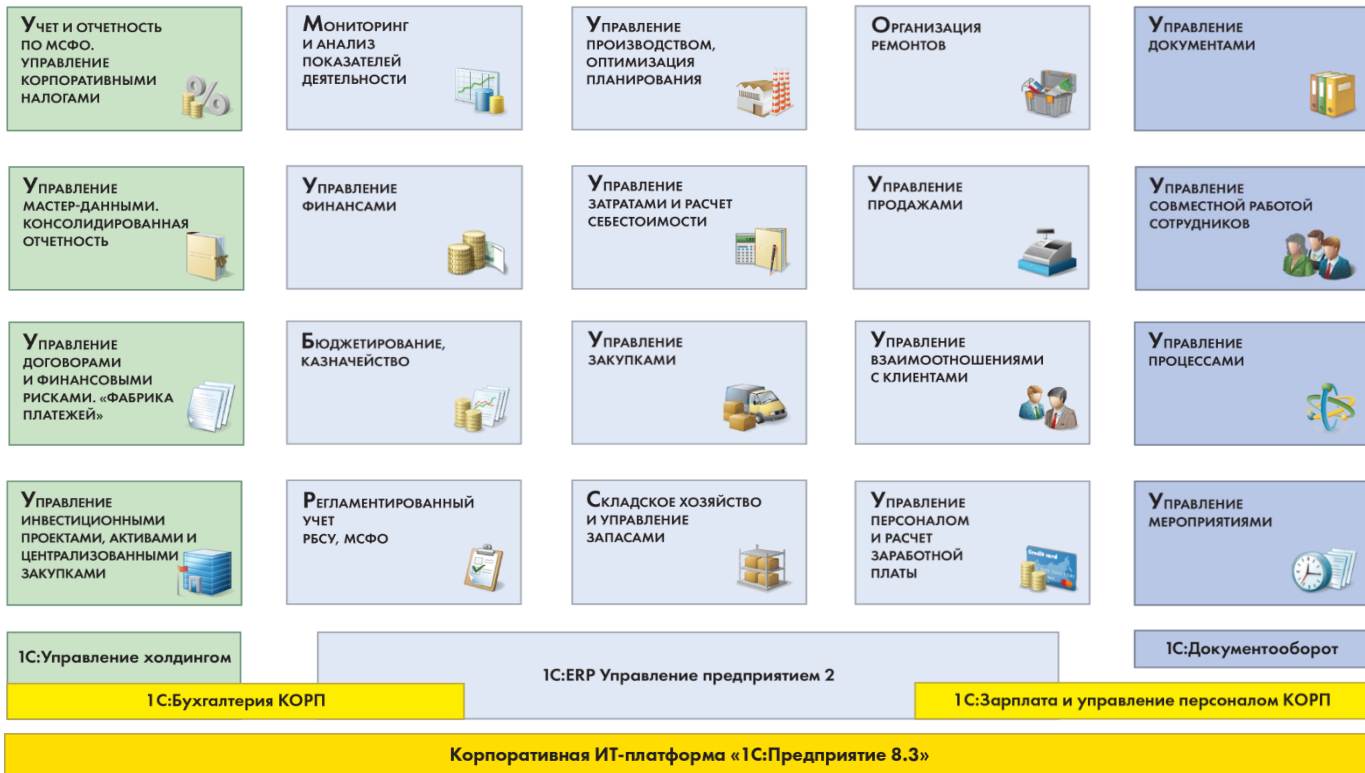 Учет и отчетность
по МСФО.
Управление
корпоративными
налогами
Мониторинг
и анализ
показателей
деятельности
Управление
производством,
оптимизация
планирования
Организация
ремонтов
Управление
документами
Управление
мастер-данными.
Консолидированная
отчетность
Управление
финансами
Управление
затратами и расчет
себестоимости
Управление
продажами
Управление
совместной работой
сотрудников
Управление
договорами
и финансовыми
рисками. «Фабрика
платежей»
Бюджетирование,
казначейство
Управление
закупками
Управление
взаимоотношениями
с клиентами
Управление
процессами
Управление
инвестиционными
проектами, активами и
централизованными
закупками
Регламентированный
учет
РБСУ, МСФО
Складское хозяйство
и управление
запасами
Управление
персоналом
и расчет
заработной
платы
Credit card
Управление
мероприятиями
1С:Управление холдингом
1С:ERP Управление предприятием 2
1С:Документооборот
1С:Бухгалтерия КОРП
1С:Зарплата и управление персоналом КОРП
Корпоративная ИТ-платформа «1С:Предприятие 8.3»